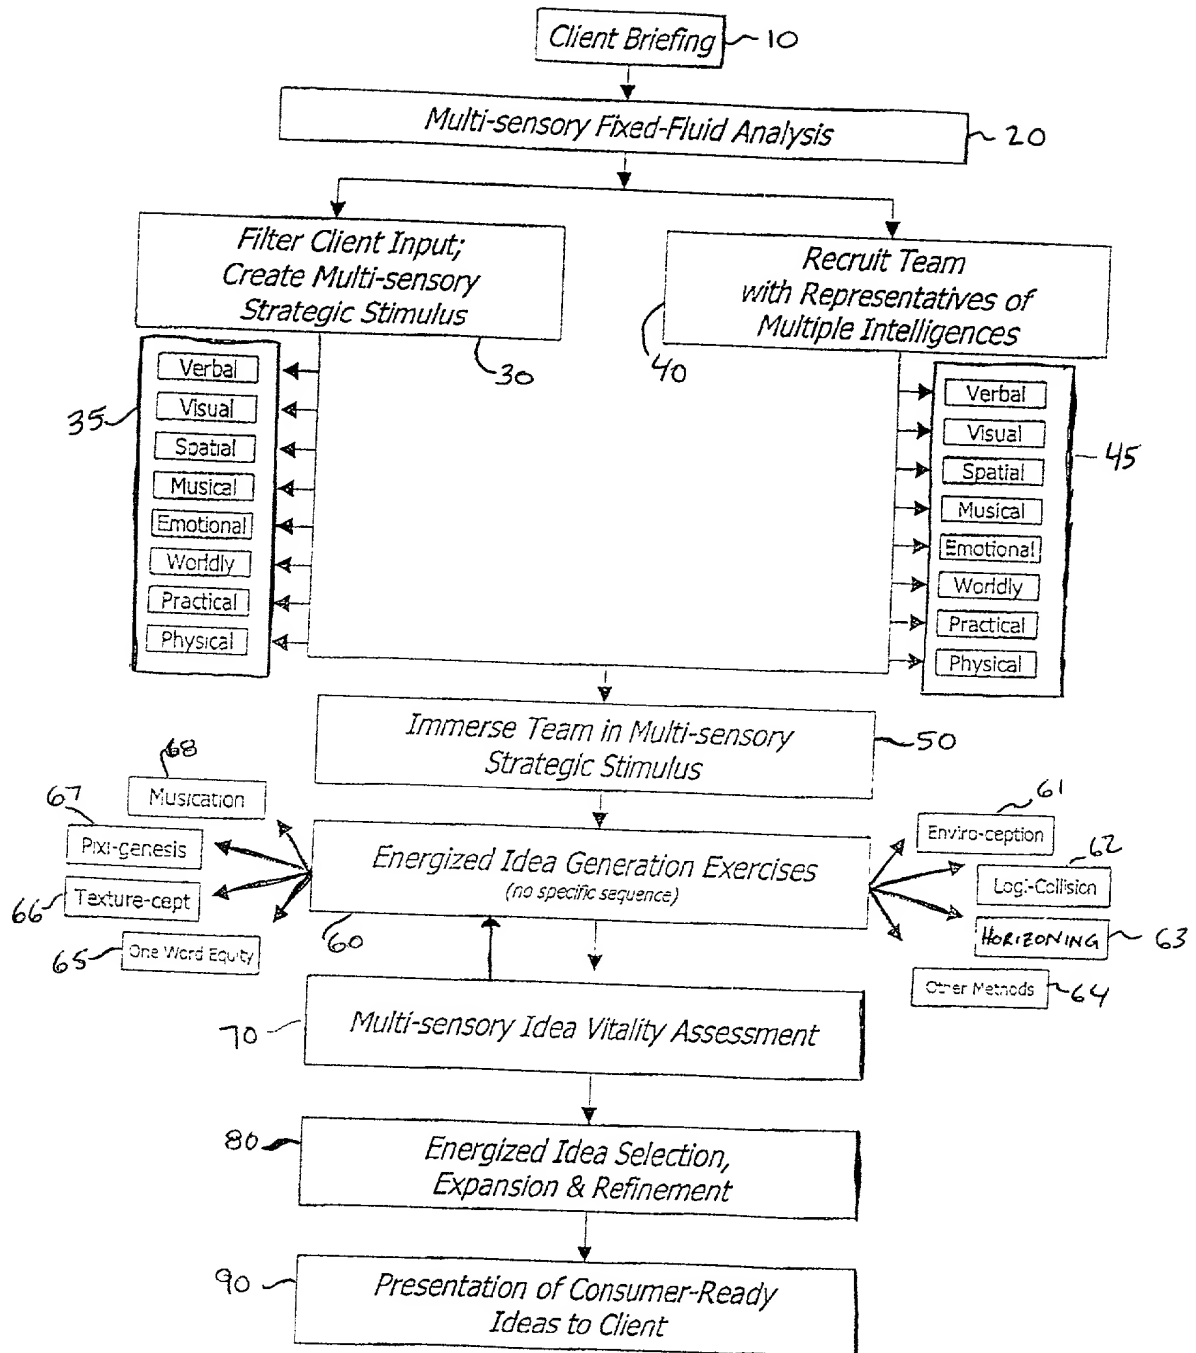 Client Briefing 10
Multi-sensory Fixed-Fluid Analysis 20
Filter Client Input;
Create Multi-sensory
Strategic Stimulus
30
Recruit Team
with Representatives of
Multiple Intelligences
40
35
Verbal
Visual
Spatial
Musical
Emotional
Worldly
Practical
Physical
Verbal
Visual
Spatial
Musical
Emotional
Worldly
Practical
Physical
45
Immerse Team in Multi-sensory
Strategic Stimulus
50
68
Musication
67
Pixi-genesis
66 Texture-cept
65 One Word Equity
Energized Idea Generation Exercises
(no specific sequence)
60
61
Enviro-ception
62
Logi-Collision
HORIZONING 63
Other Methods 64
70 Multi-sensory Idea Vitality Assessment
80 Energized Idea Selection,
Expansion & Refinement
90 Presentation of Consumer-Ready
Ideas to Client